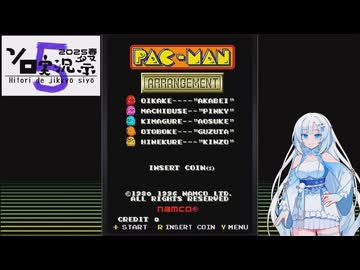 2025春
ソロ実況祭
5
Hitori de jikkyo siyo
PAC-MAN
ARRANGEMENT
OIKAKE----"AKABEI"
MACHIBUSE---"PINKY"
KIMAGURE--"AOSUKE"
OTOBOKE---"GUZUTA"
HINEKURE---"KINZO"
INSERT COIN(S)
©1980 1996 NAMCO LTD.
ALL RIGHTS RESERVED
namco®
CREDIT 0
+ START R INSERT COIN Y MENU